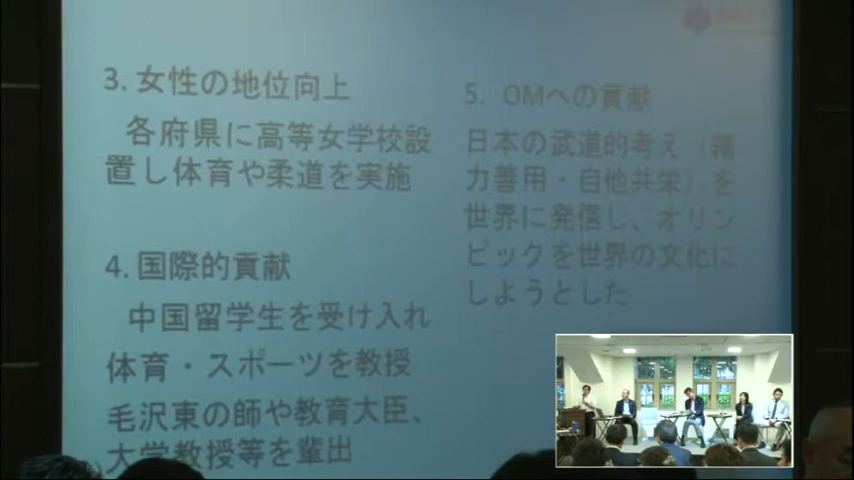 3. 女性の地位向上
各府県に高等女学校設
置し体育や柔道を実施
4. 国際的貢献
中国留学生を受け入れ
体育・スポーツを教授
毛沢東の師や教育大臣、
大学教授等を輩出
5. OMへの貢献
日本の武道的考え（精
力善用・自他共栄）を
世界に発信し、オリン
ピックを世界の文化に
しようとした